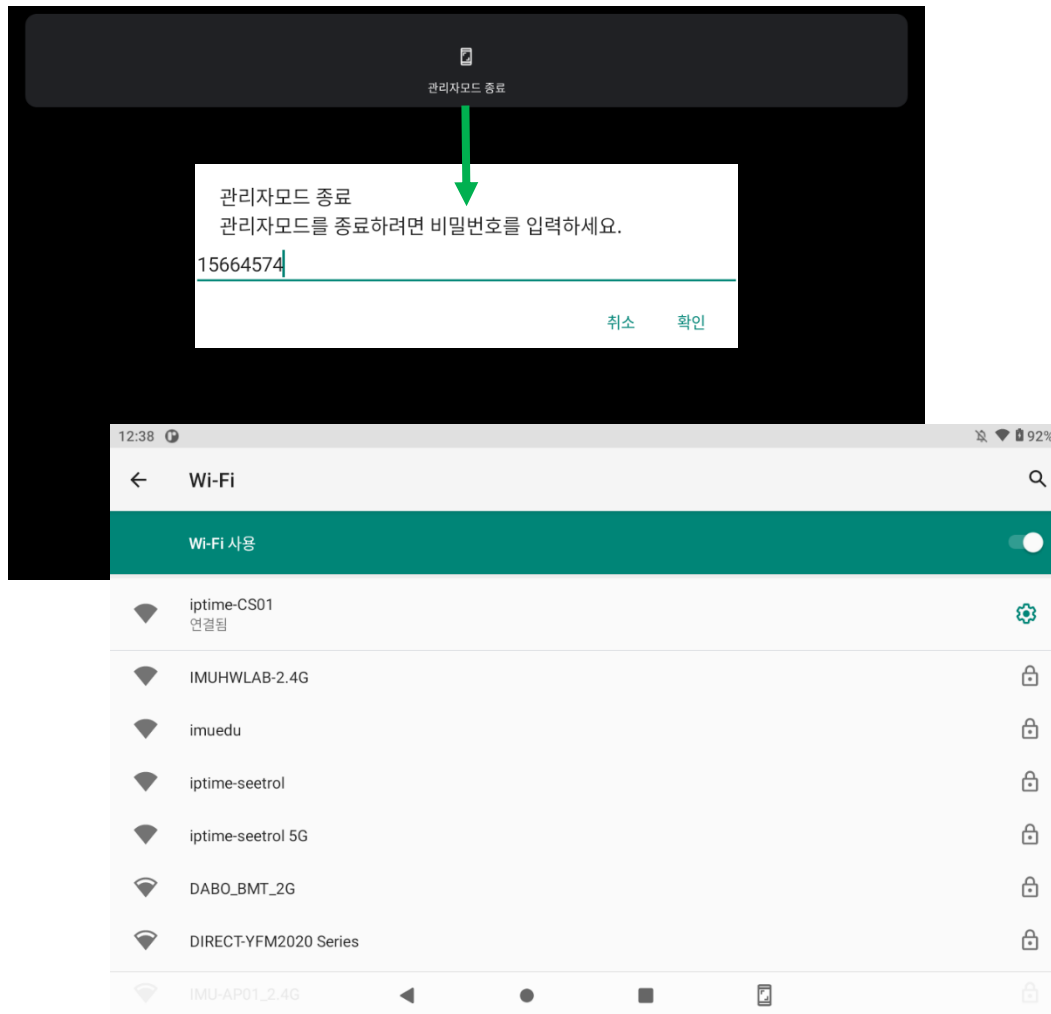 관리자모드 종료
관리자모드 종료
관리자모드를 종료하려면 비밀번호를 입력하세요.
15664574
취소 확인
12:38 92%
Wi-Fi
Wi-Fi 사용
iptime-CS01
연결됨
IMUHWLAB-2.4G
imuedu
iptime-seetrol
iptime-seetrol 5G
DABO_BMT_2G
DIRECT-YFM2020 Series
IMU-AP01_2.4G